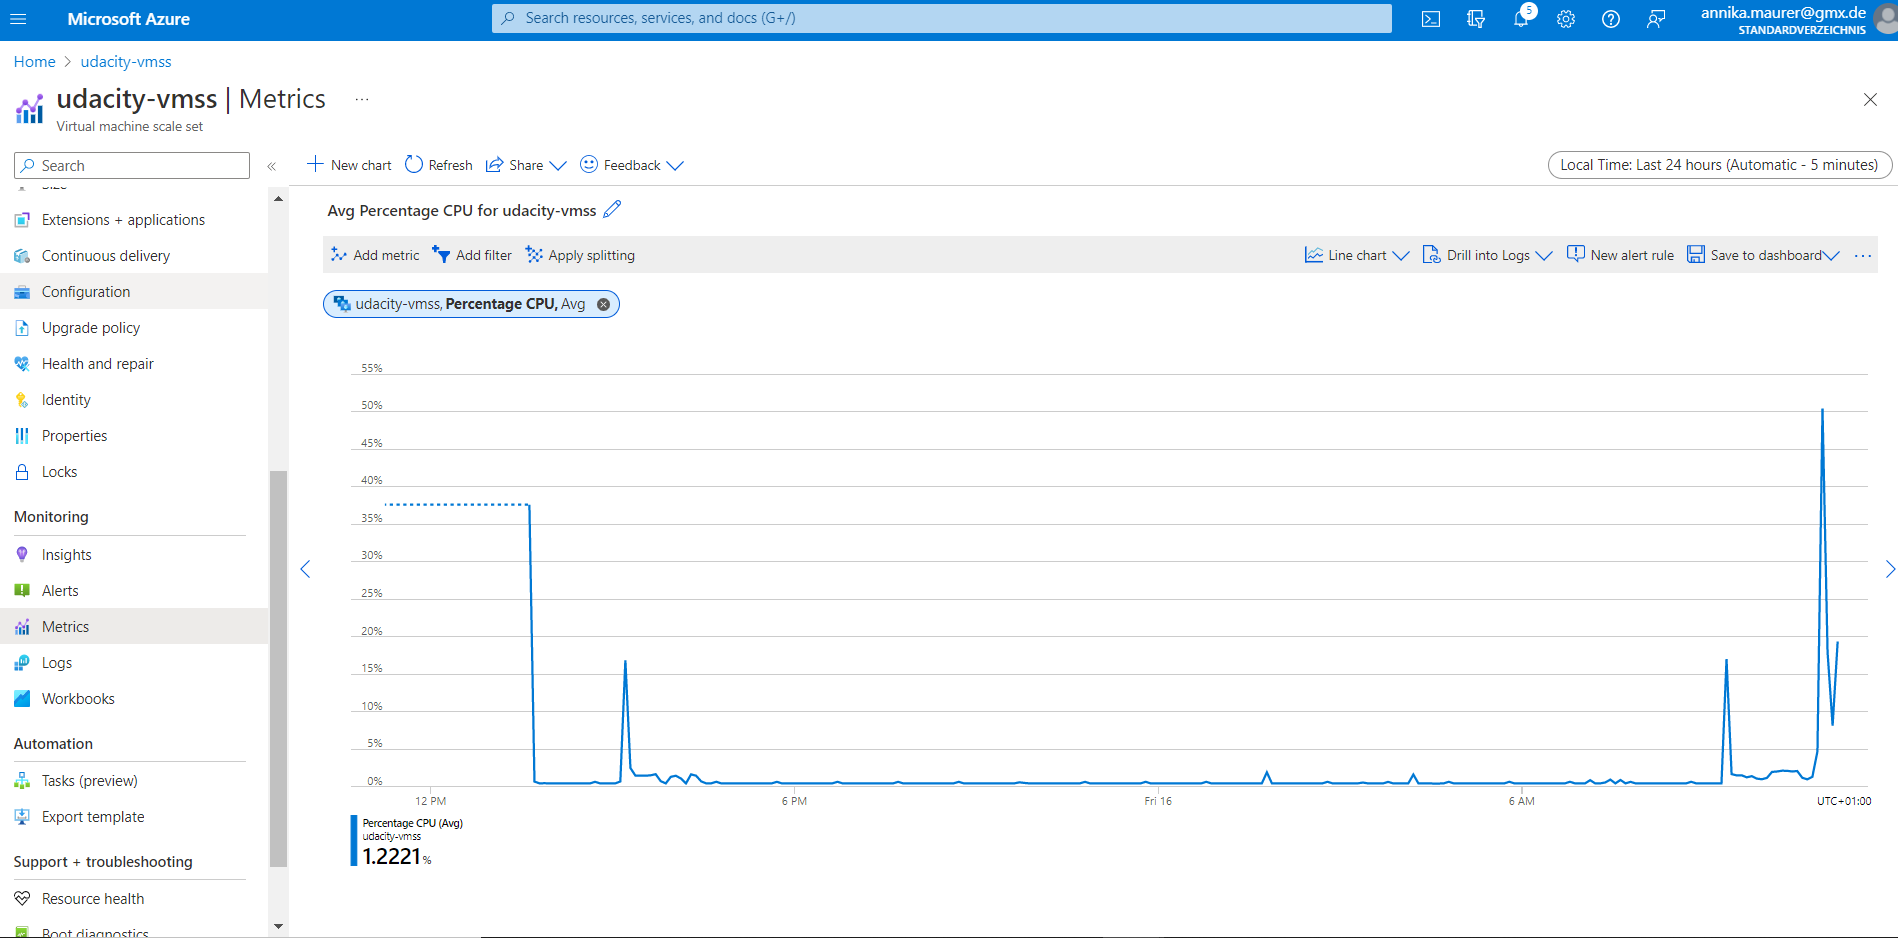 Microsoft Azure
Search resources, services, and docs (G+/)
5
annika.maurer@gmx.de
STANDARDVERZEICHNIS
Home > udacity-vmss
udacity-vmss | Metrics ...
Virtual machine scale set
Search
«
New chart
Refresh
Share
Feedback
Local Time: Last 24 hours (Automatic - 5 minutes)
Size
Extensions + applications
Continuous delivery
Configuration
Upgrade policy
Health and repair
Identity
Properties
Locks
Monitoring
Insights
Alerts
Metrics
Logs
Workbooks
Automation
Tasks (preview)
Export template
Support + troubleshooting
Resource health
Boot diagnostics
Avg Percentage CPU for udacity-vmss
Add metric
Add filter
Apply splitting
Line chart
Drill into Logs
New alert rule
Save to dashboard
...
udacity-vmss, Percentage CPU, Avg
55%
50%
45%
40%
35%
30%
25%
20%
15%
10%
5%
0%
12 PM
6 PM
Fri 16
6 AM
UTC+01:00
Percentage CPU (Avg)
udacity-vmss
1.2221 %